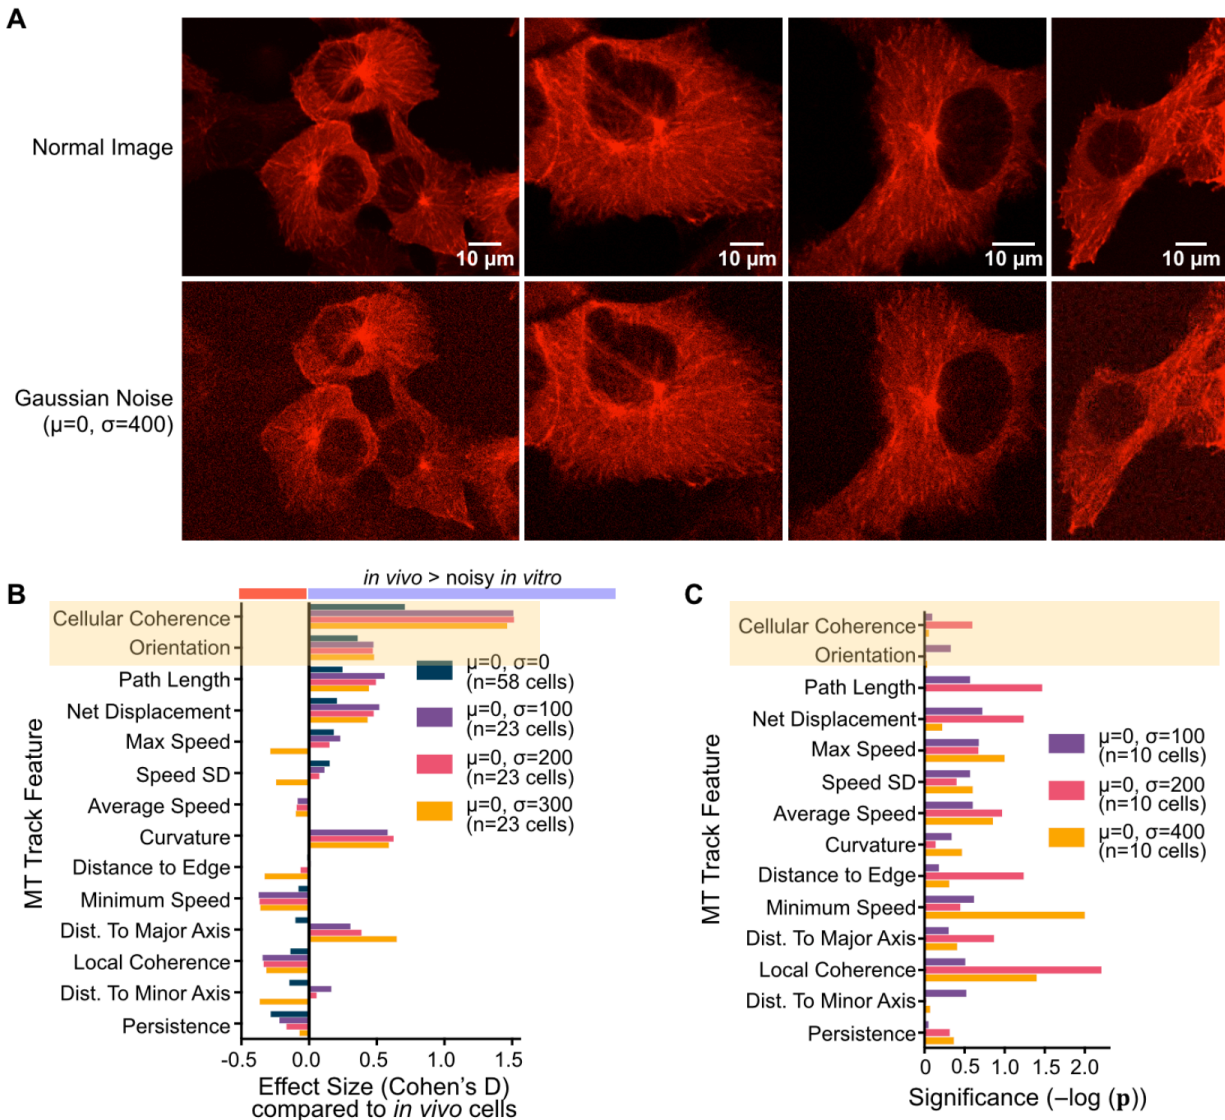 A
Normal Image
10 μm
10 μm
10 μm
10 μm
Gaussian Noise
(μ=0, σ=400)
B
in vivo > noisy in vitro
MT Track Feature
Cellular Coherence
Orientation
Path Length
Net Displacement
Max Speed
Speed SD
Average Speed
Curvature
Distance to Edge
Minimum Speed
Dist. To Major Axis
Local Coherence
Dist. To Minor Axis
Persistence
μ=0, σ=0
(n=58 cells)
μ=0, σ=100
(n=23 cells)
μ=0, σ=200
(n=23 cells)
μ=0, σ=300
(n=23 cells)
-0.5 0.0 0.5 1.0 1.5
Effect Size (Cohen's D)
compared to in vivo cells
C
MT Track Feature
Cellular Coherence
Orientation
Path Length
Net Displacement
Max Speed
Speed SD
Average Speed
Curvature
Distance to Edge
Minimum Speed
Dist. To Major Axis
Local Coherence
Dist. To Minor Axis
Persistence
μ=0, σ=100
(n=10 cells)
μ=0, σ=200
(n=10 cells)
μ=0, σ=400
(n=10 cells)
0 0.5 1.0 1.5 2.0
Significance (−log (p))